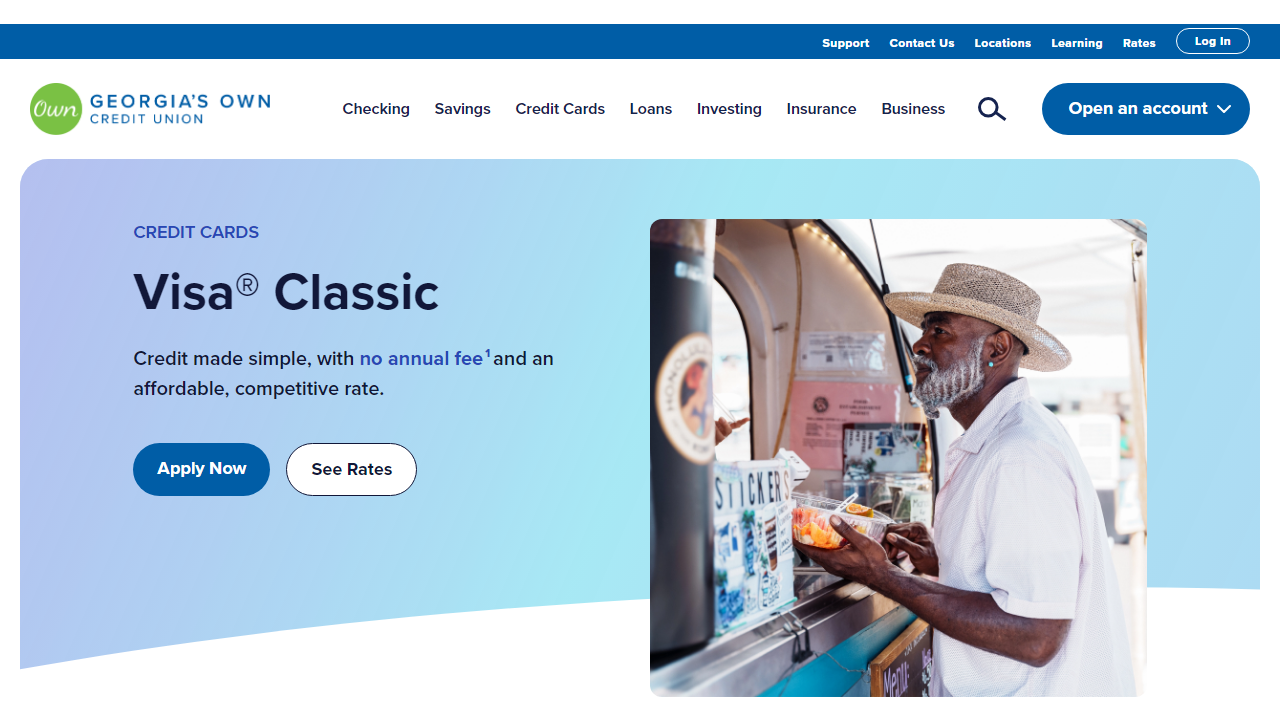 Support Contact Us Locations Learning Rates Log In
Own GEORGIA'S OWN
CREDIT UNION
Checking Savings Credit Cards Loans Investing Insurance Business Open an account
CREDIT CARDS
Visa® Classic
Credit made simple, with no annual fee¹ and an
affordable, competitive rate.
Apply Now See Rates
STICKERS
Menu: